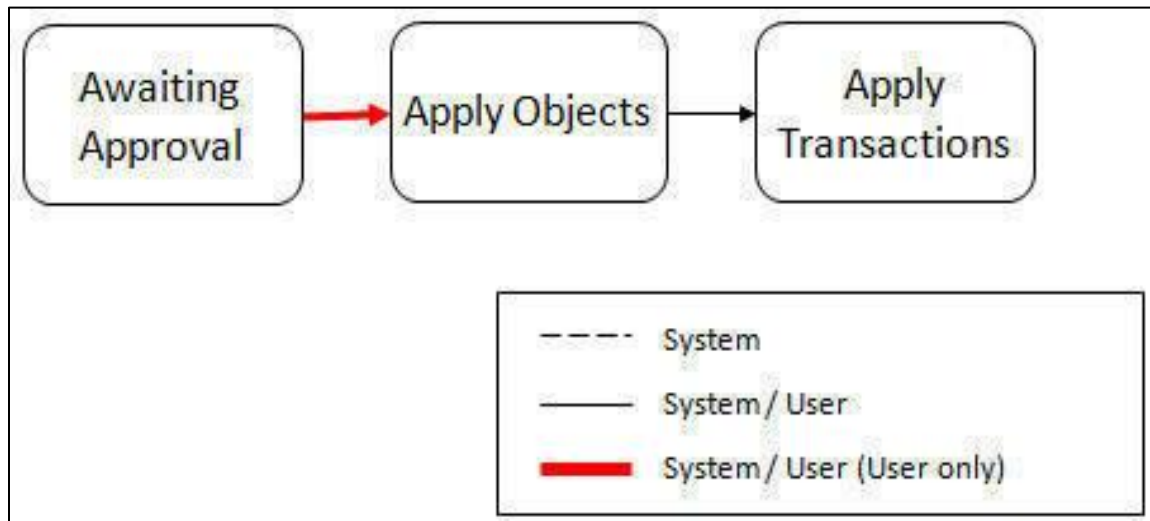 Awaiting
Approval
Apply Objects
Apply
Transactions
System
System / User
System / User (User only)